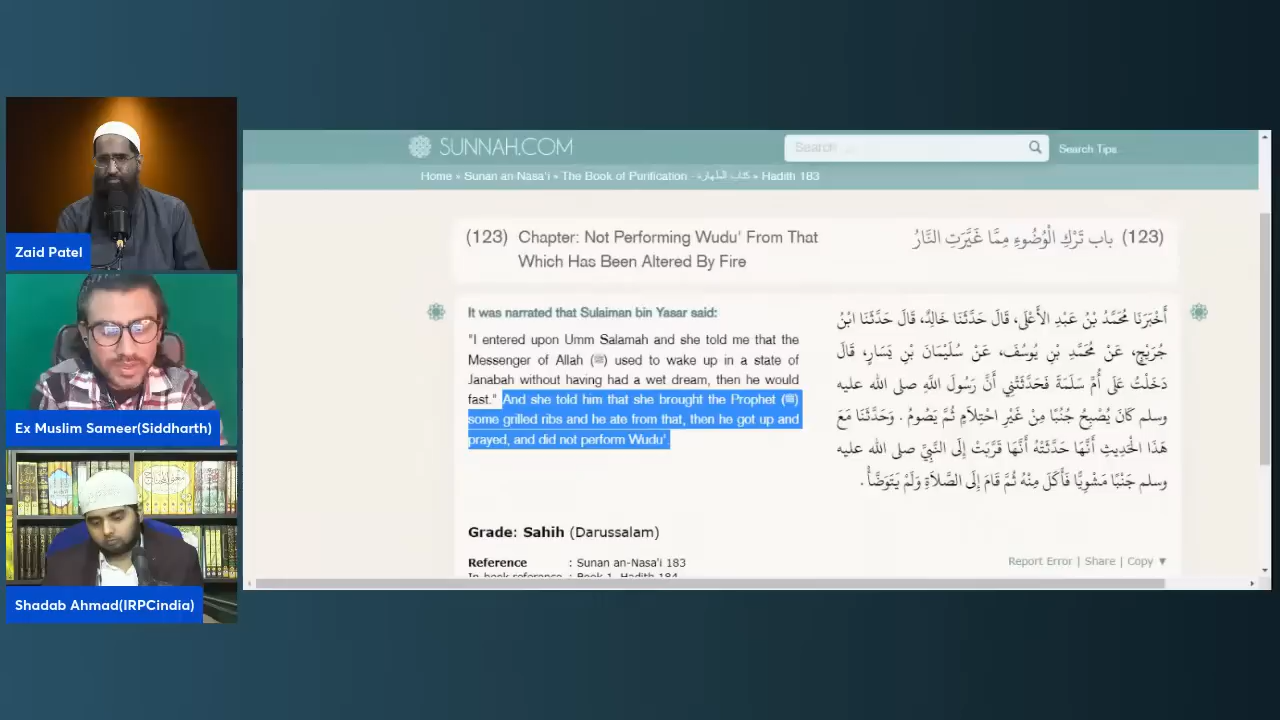 Zaid Patel
Ex Muslim Sameer(Siddharth)
Shadab Ahmad(IRPCindia)
SUNNAH.COM
Search ...
Search Tips
Home » Sunan an-Nasa'i » The Book of Purification - كتاب الطهارة » Hadith 183
(123) Chapter: Not Performing Wudu' From That
Which Has Been Altered By Fire
(123) باب تَرْكِ الْوُضُوءِ مِمَّا غَيَّرَتِ النَّارُ
It was narrated that Sulaiman bin Yasar said:
"I entered upon Umm Salamah and she told me that the
Messenger of Allah (ﷺ) used to wake up in a state of
Janabah without having had a wet dream, then he would
fast." And she told him that she brought the Prophet (ﷺ)
some grilled ribs and he ate from that, then he got up and
prayed, and did not perform Wudu'.
أَخْبَرَنَا مُحَمَّدُ بْنُ عَبْدِ الأَعْلَى، قَالَ حَدَّثَنَا خَالِدٌ، قَالَ حَدَّثَنَا ابْنُ
جُرَيْجٍ، عَنْ مُحَمَّدِ بْنِ يُوسُفَ، عَنْ سُلَيْمَانَ بْنِ يَسَارٍ، قَالَ
دَخَلْتُ عَلَى أُمِّ سَلَمَةَ فَحَدَّثَتْنِي أَنَّ رَسُولَ اللَّهِ صلى الله عليه
وسلم كَانَ يُصْبِحُ جُنُبًا مِنْ غَيْرِ احْتِلاَمٍ ثُمَّ يَصُومُ . وَحَدَّثَنَا مَعَ
هَذَا الْحَدِيثِ أَنَّهَا حَدَّثَتْهُ أَنَّهَا قَرَّبَتْ إِلَى النَّبِيِّ صلى الله عليه
وسلم جَنْبًا مَشْوِيًّا فَأَكَلَ مِنْهُ ثُمَّ قَامَ إِلَى الصَّلاَةِ وَلَمْ يَتَوَضَّأْ .
Grade: Sahih (Darussalam)
Reference : Sunan an-Nasa'i 183
In-book reference : Book 1, Hadith 184
Report Error | Share | Copy ▼